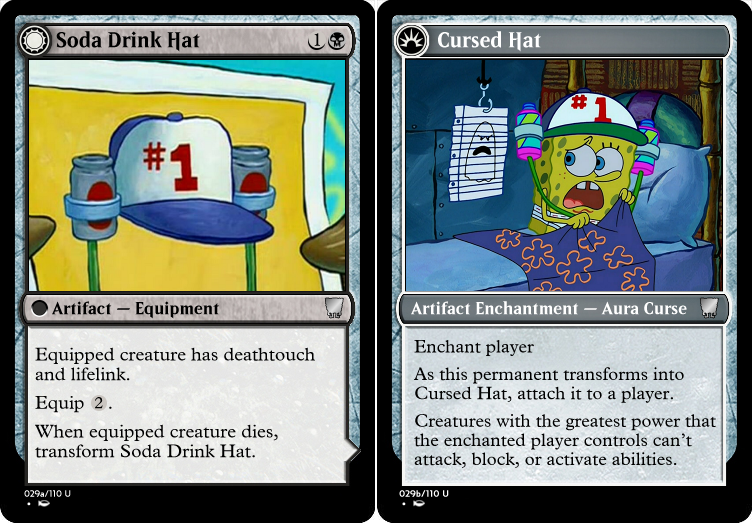 Soda Drink Hat 1
#1
Artifact — Equipment
Equipped creature has deathtouch
and lifelink.
Equip 2.
When equipped creature dies,
transform Soda Drink Hat.
029a/110 U
Cursed Hat
#1
Artifact Enchantment — Aura Curse
Enchant player
As this permanent transforms into
Cursed Hat, attach it to a player.
Creatures with the greatest power that
the enchanted player controls can't
attack, block, or activate abilities.
029b/110 U